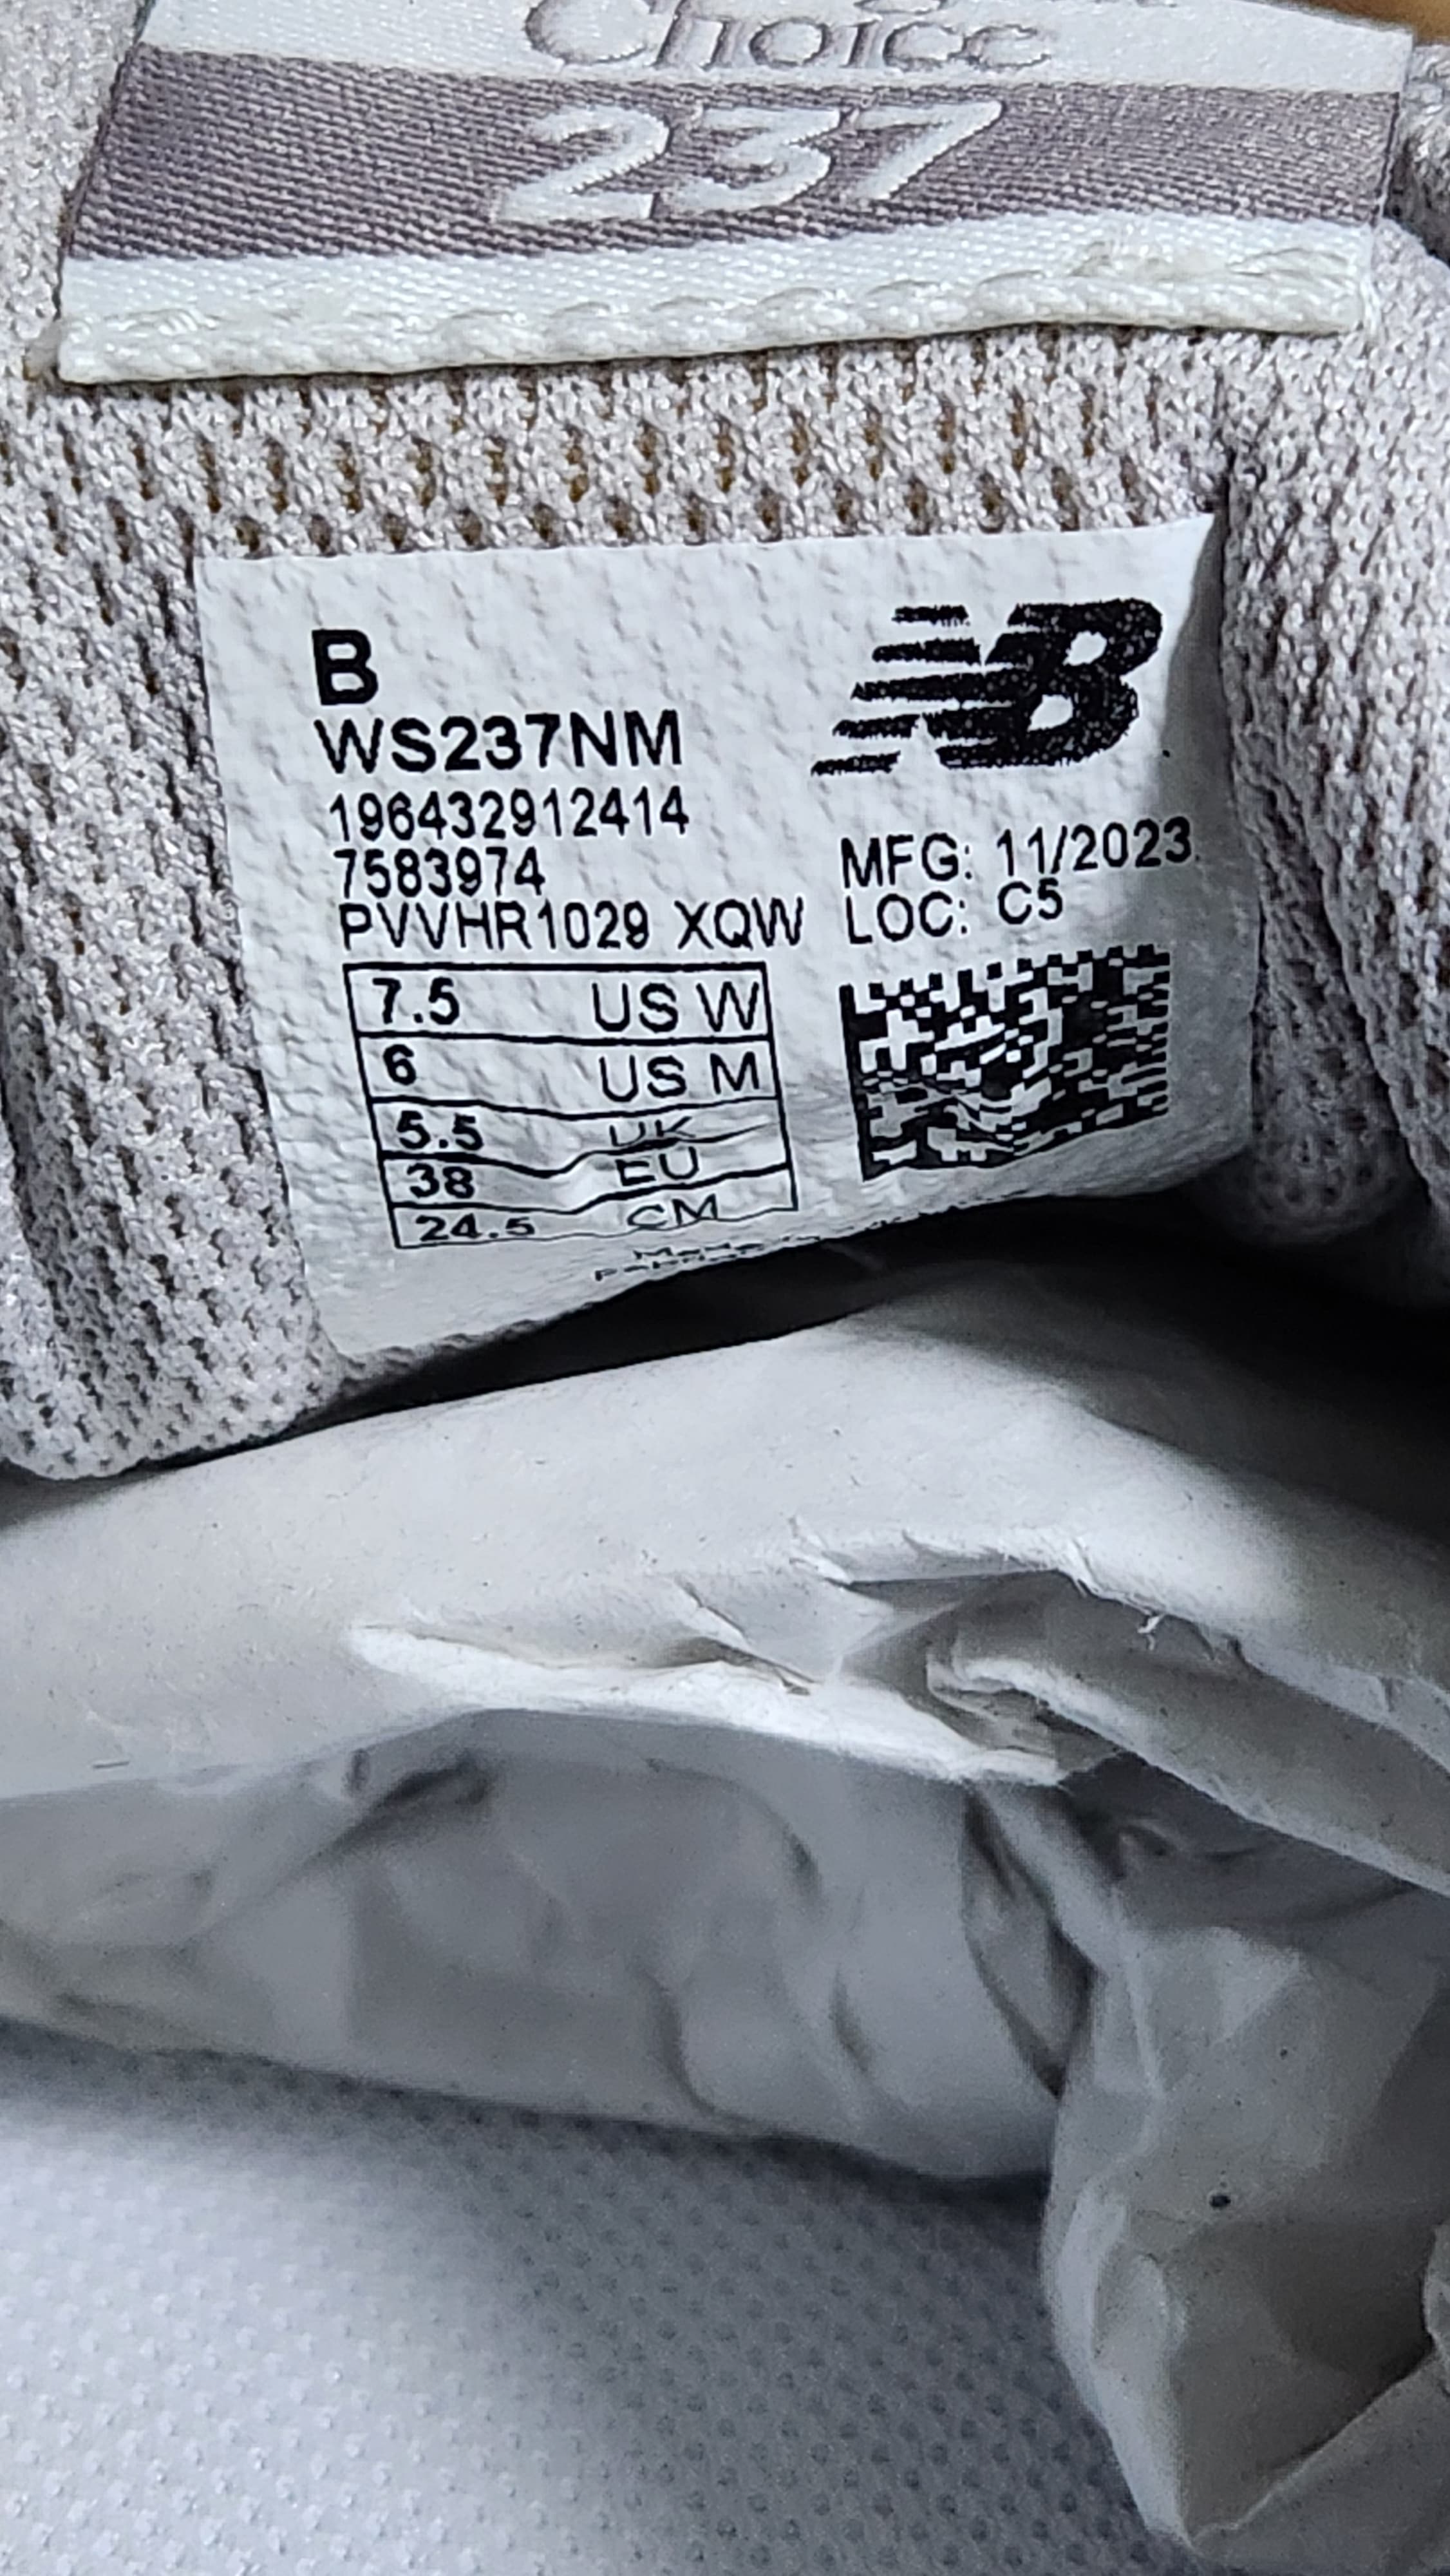 Choice
237
B
NB
WS237NM
196432912414
7583974
MFG: 11/2023
PVVHR1029 XQW LOC: C5
7.5 US W
6 US M
5.5 UK
38 EU
24.5 CM